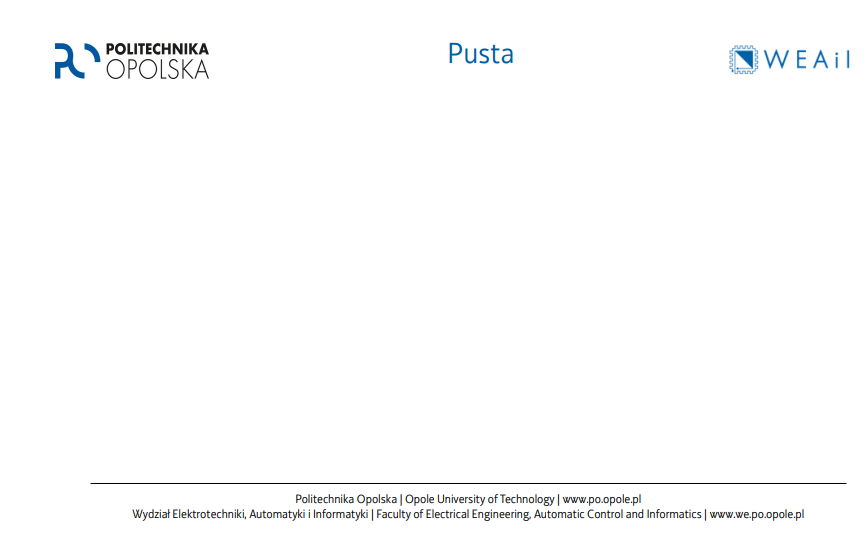 POLITECHNIKA
OPOLSKA
Pusta
WEAiI
Politechnika Opolska | Opole University of Technology | www.po.opole.pl
Wydział Elektrotechniki, Automatyki i Informatyki | Faculty of Electrical Engineering, Automatic Control and Informatics | www.we.po.opole.pl